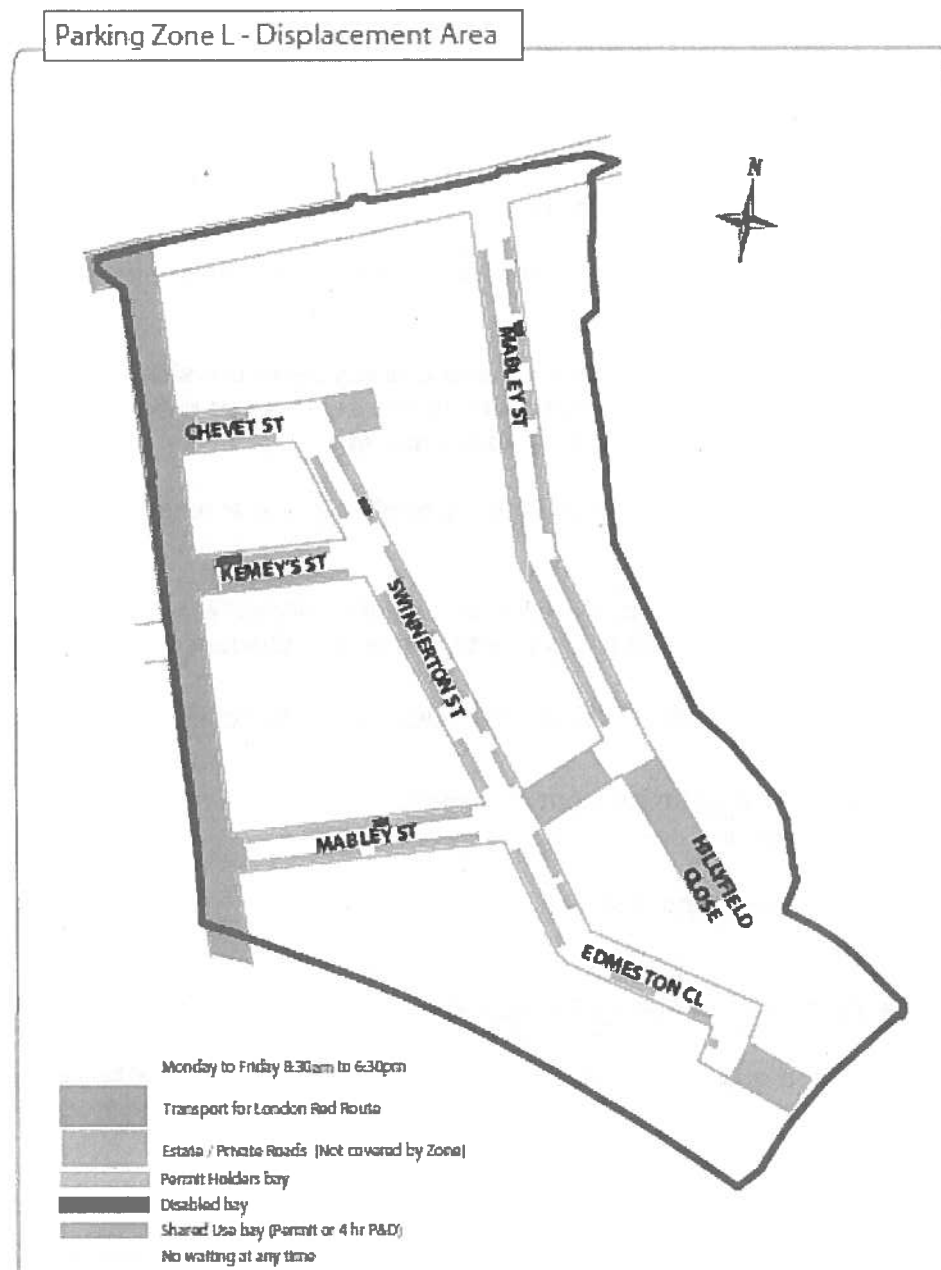 Parking Zone L - Displacement Area
N
MABLEY ST
CHEVET ST
KEMEY'S ST
SWINNERTON ST
MABLEY ST
HILLYFIELD
CLOSE
EDMESTON CL
Monday to Friday 8:30am to 6:30pm
Transport for London Red Route
Estate / Private Roads (Not covered by Zone)
Permit Holders bay
Disabled bay
Shared Use bay (Permit or 4 hr P&D)
No waiting at any time